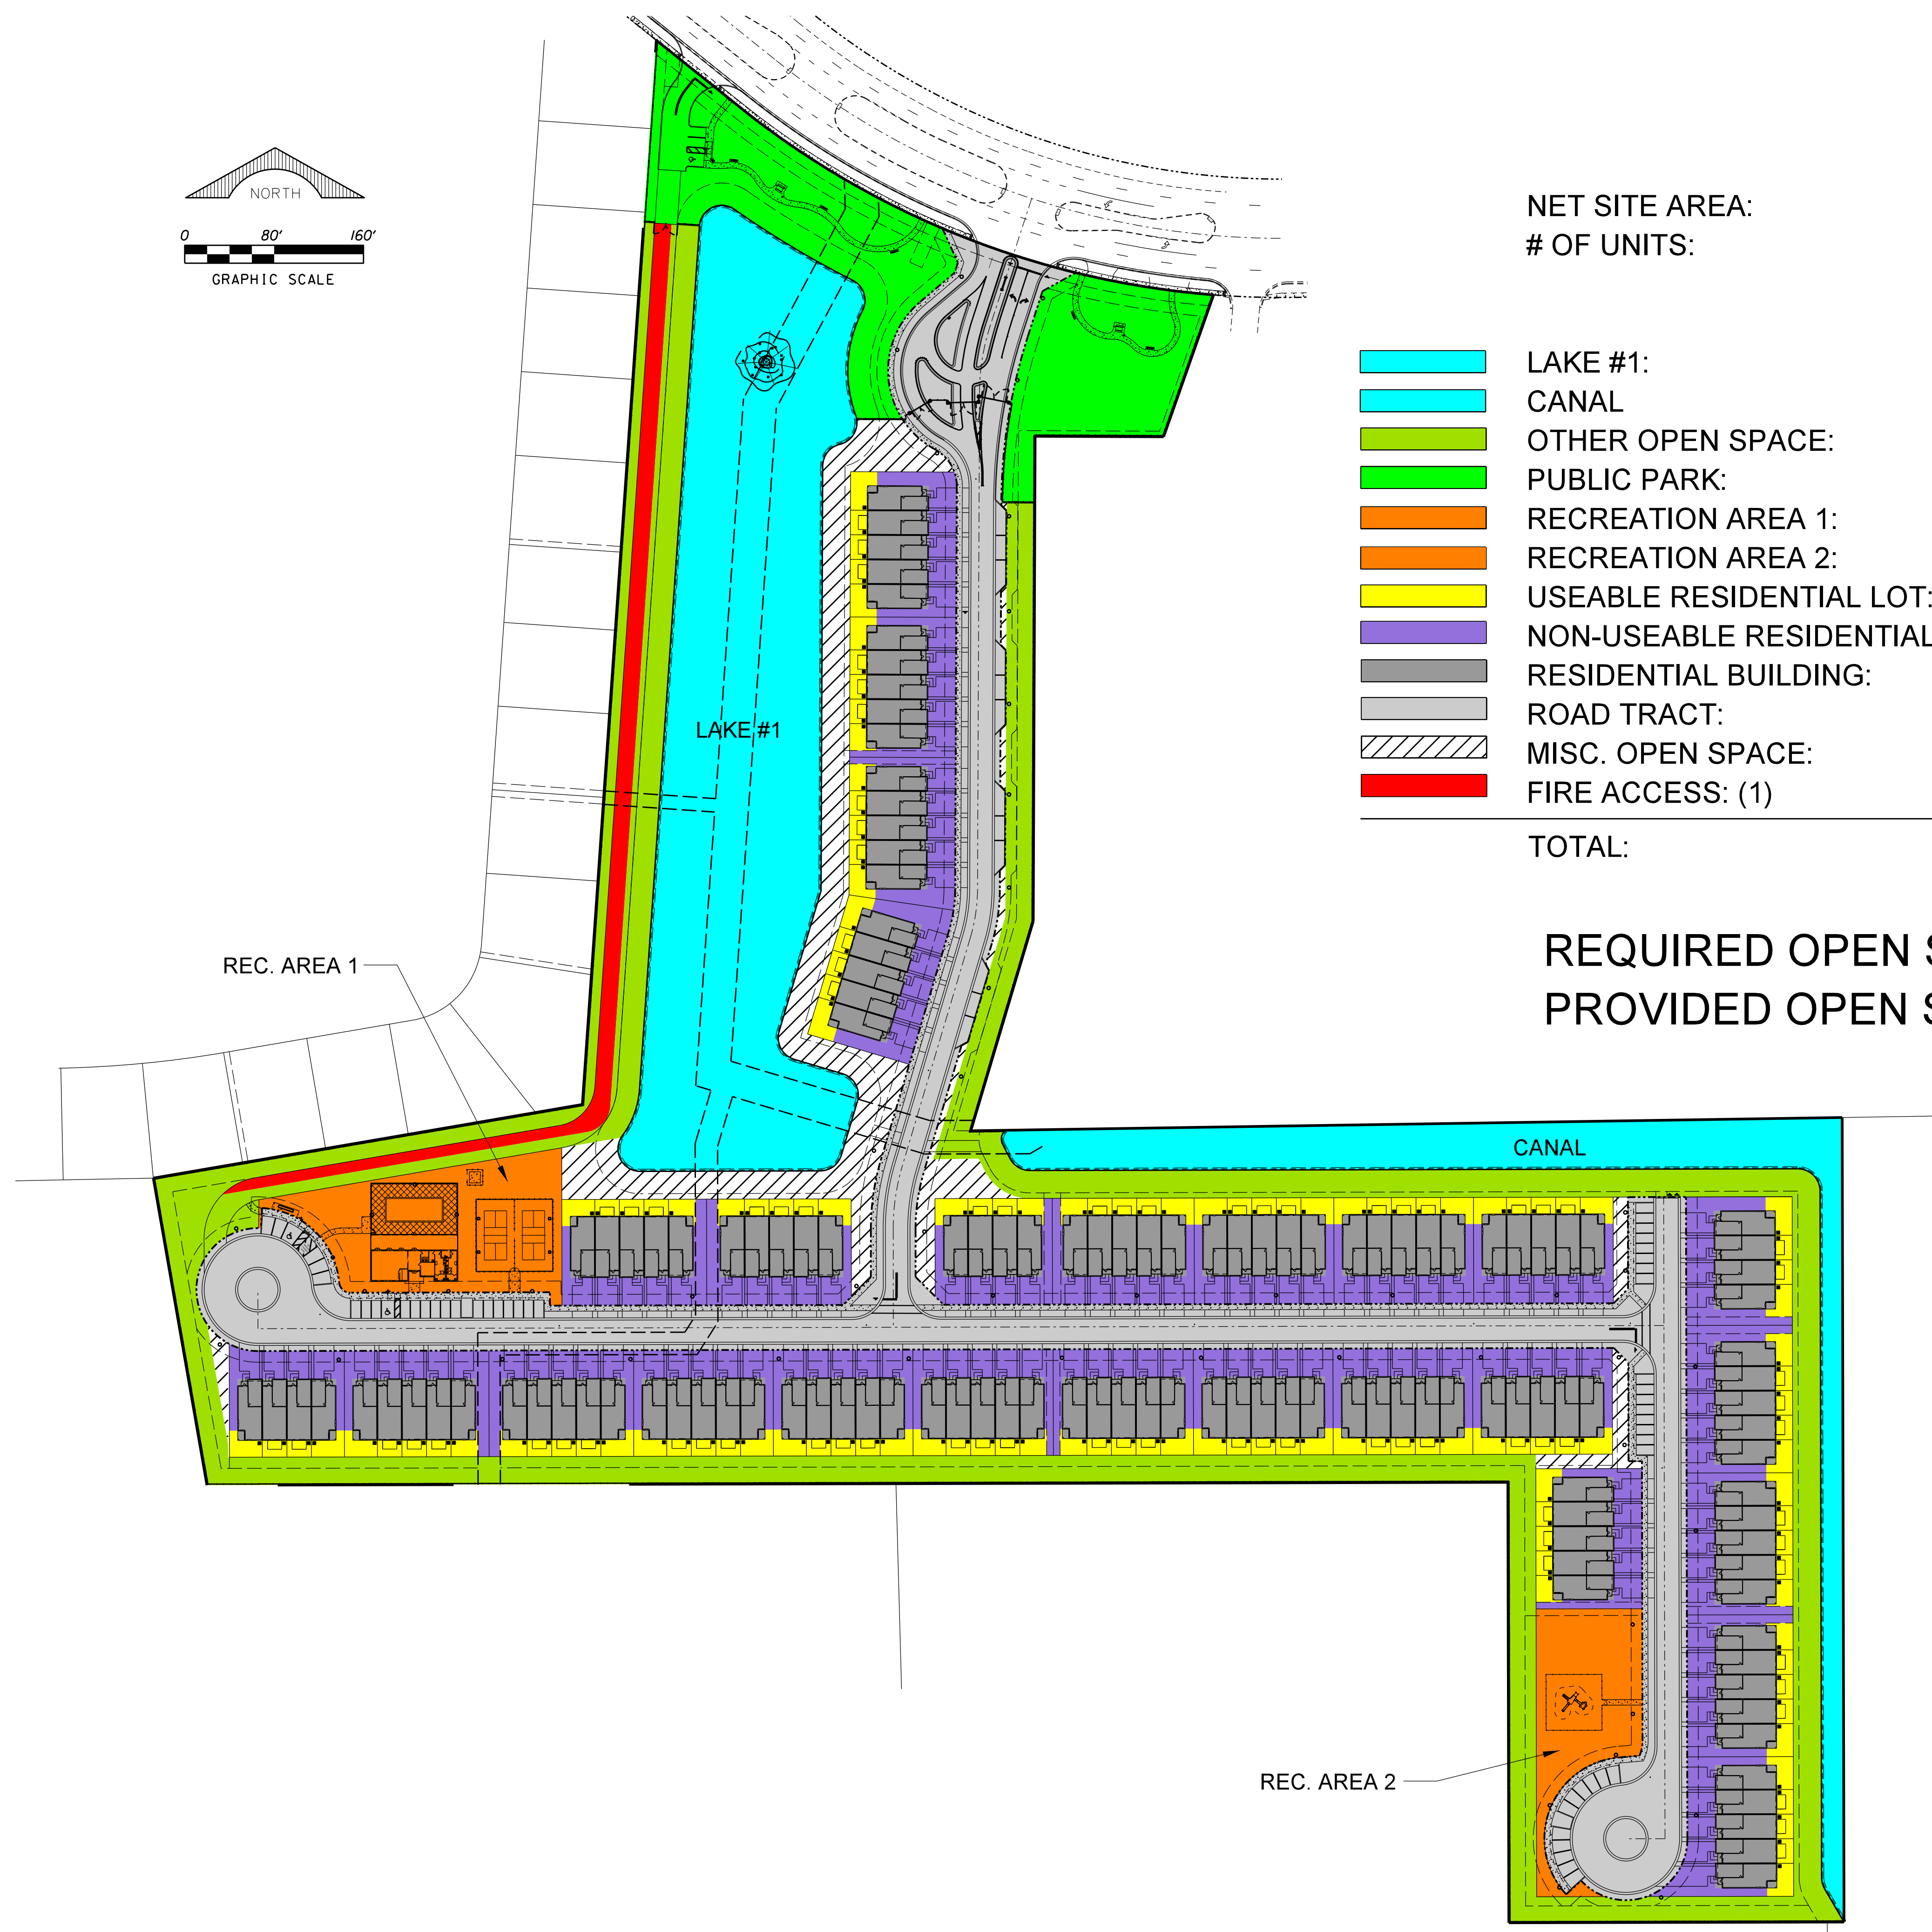 NORTH
0 80' 160'
GRAPHIC SCALE
NET SITE AREA:
# OF UNITS:
LAKE #1:
CANAL
OTHER OPEN SPACE:
PUBLIC PARK:
RECREATION AREA 1:
RECREATION AREA 2:
USEABLE RESIDENTIAL LOT:
NON-USEABLE RESIDENTIAL
RESIDENTIAL BUILDING:
ROAD TRACT:
MISC. OPEN SPACE:
FIRE ACCESS: (1)
TOTAL:
REQUIRED OPEN S
PROVIDED OPEN S
LAKE #1
REC. AREA 1
CANAL
REC. AREA 2